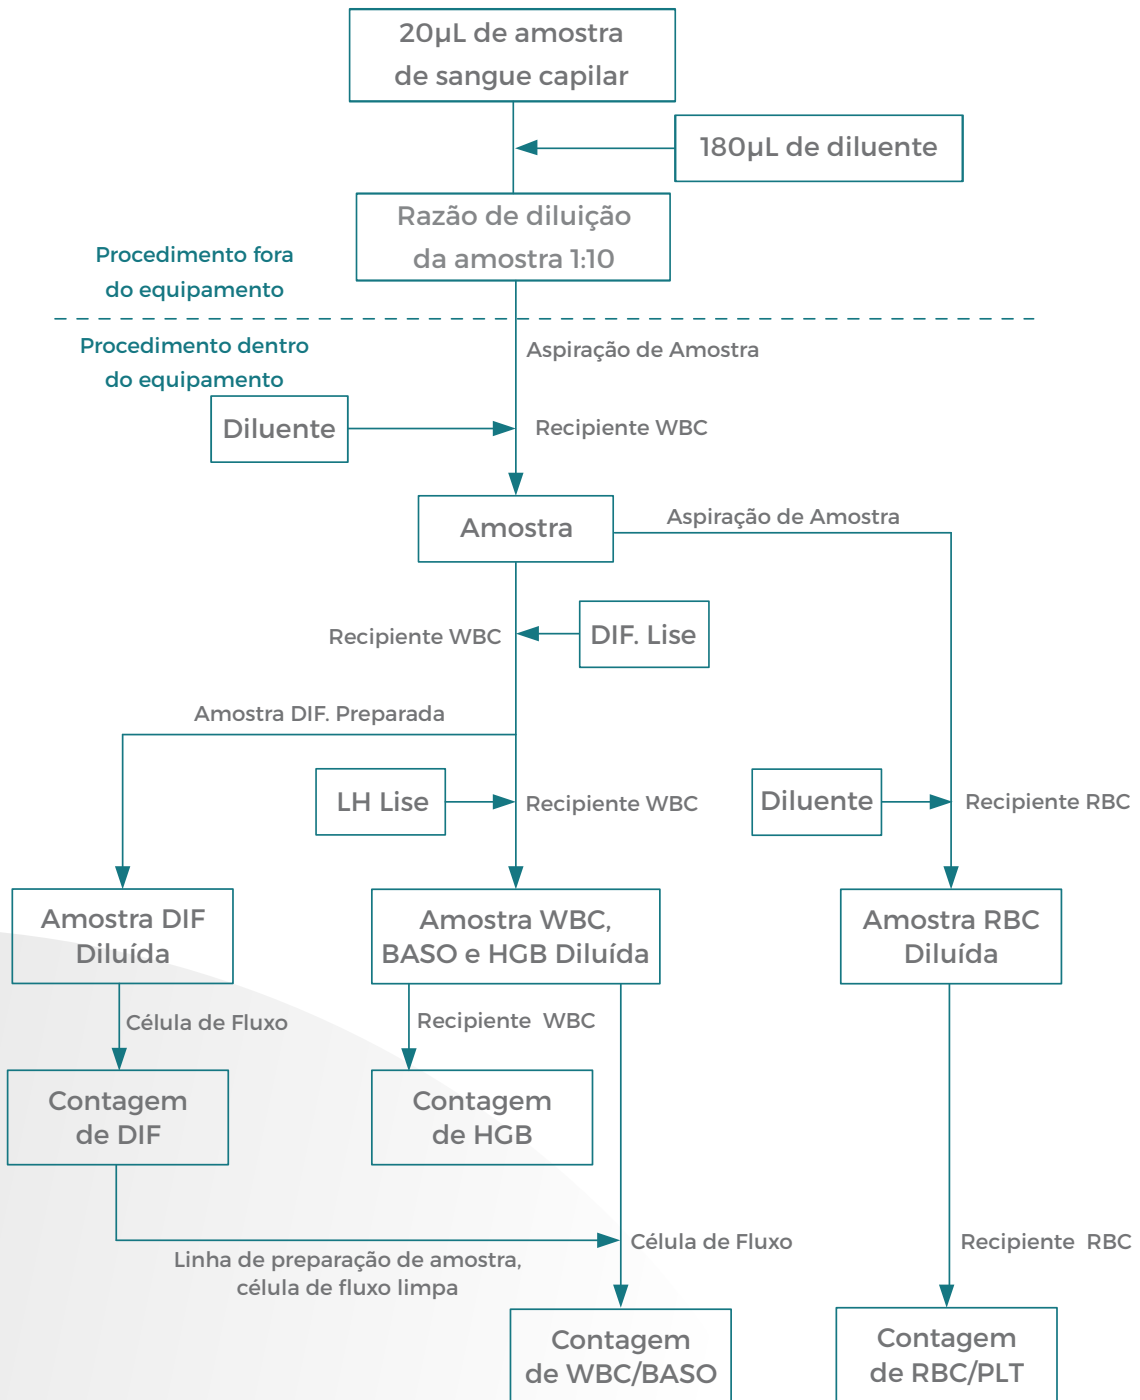 20µL de amostra
de sangue capilar
180µL de diluente
Razão de diluição
da amostra 1:10
Procedimento fora
do equipamento
Procedimento dentro
do equipamento
Aspiração de Amostra
Diluente
Recipiente WBC
Amostra
Aspiração de Amostra
Recipiente WBC
DIF. Lise
Amostra DIF. Preparada
LH Lise
Recipiente WBC
Diluente
Recipiente RBC
Amostra DIF
Diluída
Amostra WBC,
BASO e HGB Diluída
Amostra RBC
Diluída
Célula de Fluxo
Recipiente WBC
Contagem
de DIF
Contagem
de HGB
Linha de preparação de amostra,
célula de fluxo limpa
Célula de Fluxo
Recipiente RBC
Contagem
de WBC/BASO
Contagem
de RBC/PLT